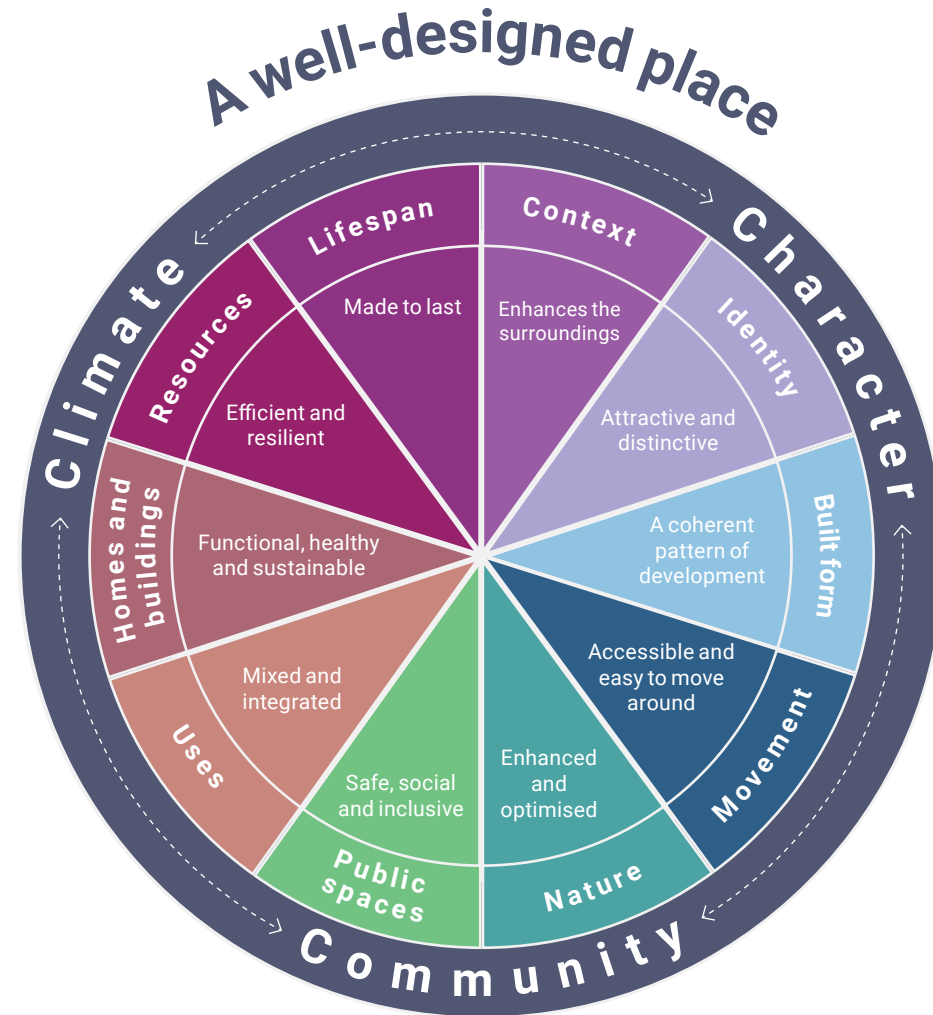 A well-designed place
Climate
Character
Community
Context
Enhances the
surroundings
Identity
Attractive and
distinctive
Built form
A coherent
pattern of
development
Movement
Accessible and
easy to move
around
Nature
Enhanced
and
optimised
Public
spaces
Safe, social
and inclusive
Uses
Mixed and
integrated
Homes and
buildings
Functional, healthy
and sustainable
Resources
Efficient and
resilient
Lifespan
Made to last